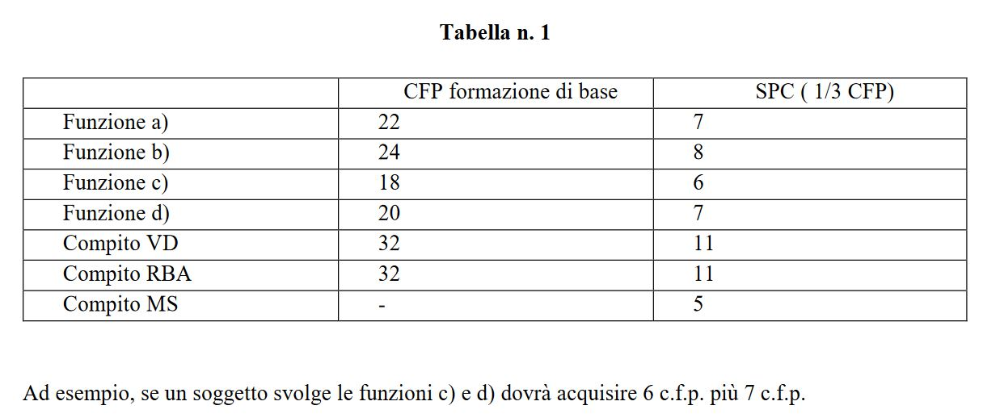 Tabella n. 1
CFP formazione di base SPC ( 1/3 CFP)
Funzione a) 22 7
Funzione b) 24 8
Funzione c) 18 6
Funzione d) 20 7
Compito VD 32 11
Compito RBA 32 11
Compito MS - 5
Ad esempio, se un soggetto svolge le funzioni c) e d) dovrà acquisire 6 c.f.p. più 7 c.f.p.